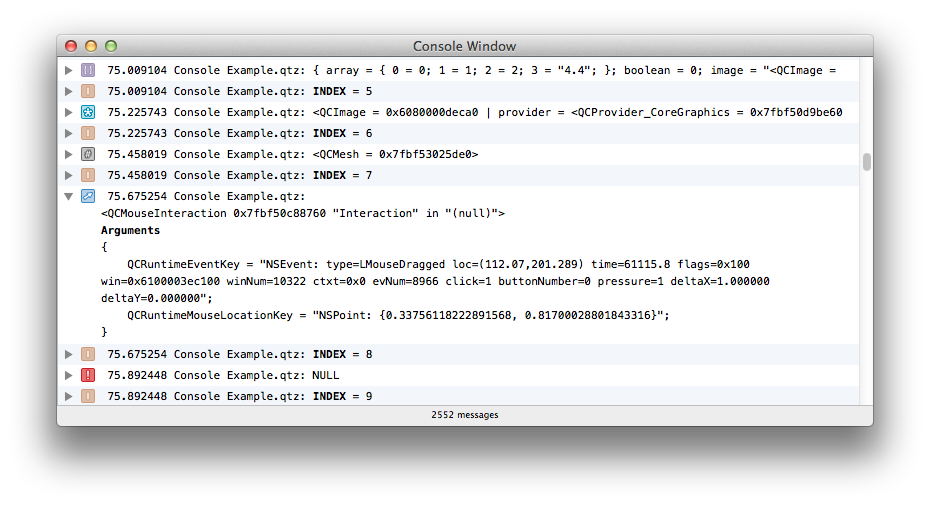 Console Window
75.009104 Console Example.qtz: { array = { 0 = 0; 1 = 1; 2 = 2; 3 = "4.4"; }; boolean = 0; image = "<QCImage =
75.009104 Console Example.qtz: INDEX = 5
75.225743 Console Example.qtz: <QCImage = 0x6080000deca0 | provider = <QCProvider_CoreGraphics = 0x7fbf50d9be60
75.225743 Console Example.qtz: INDEX = 6
75.458019 Console Example.qtz: <QCMesh = 0x7fbf53025de0>
75.458019 Console Example.qtz: INDEX = 7
75.675254 Console Example.qtz:
<QCMouseInteraction 0x7fbf50c88760 "Interaction" in "(null)">
Arguments
{
QCRuntimeEventKey = "NSEvent: type=LMouseDragged loc=(112.07,201.289) time=61115.8 flags=0x100
win=0x6100003ec100 winNum=10322 ctxt=0x0 evNum=8966 click=1 buttonNumber=0 pressure=1 deltaX=1.000000
deltaY=0.000000";
QCRuntimeMouseLocationKey = "NSPoint: {0.33756118222891568, 0.81700028801843316}";
}
75.675254 Console Example.qtz: INDEX = 8
75.892448 Console Example.qtz: NULL
75.892448 Console Example.qtz: INDEX = 9
2552 messages